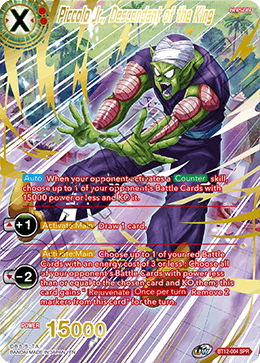 X
Piccolo Jr., Descendant of the King
Auto When your opponent activates a Counter skill,
choose up to 1 of your opponent's Battle Cards with
15000 power or less and KO it.
+1 Activate: Main Draw 1 card.
Activate: Main Choose up to 1 of your red Battle
Cards with an energy cost of 3 or less: Choose all
-2 of your opponent's Battle Cards with power less
than or equal to the chosen card and KO them; this
card gains " Rejuvenate Once per turn Remove 2
markers from this card" for the turn.
POWER 15000
BANDAI MADE IN JAPAN / EN
BT12-004 SPR